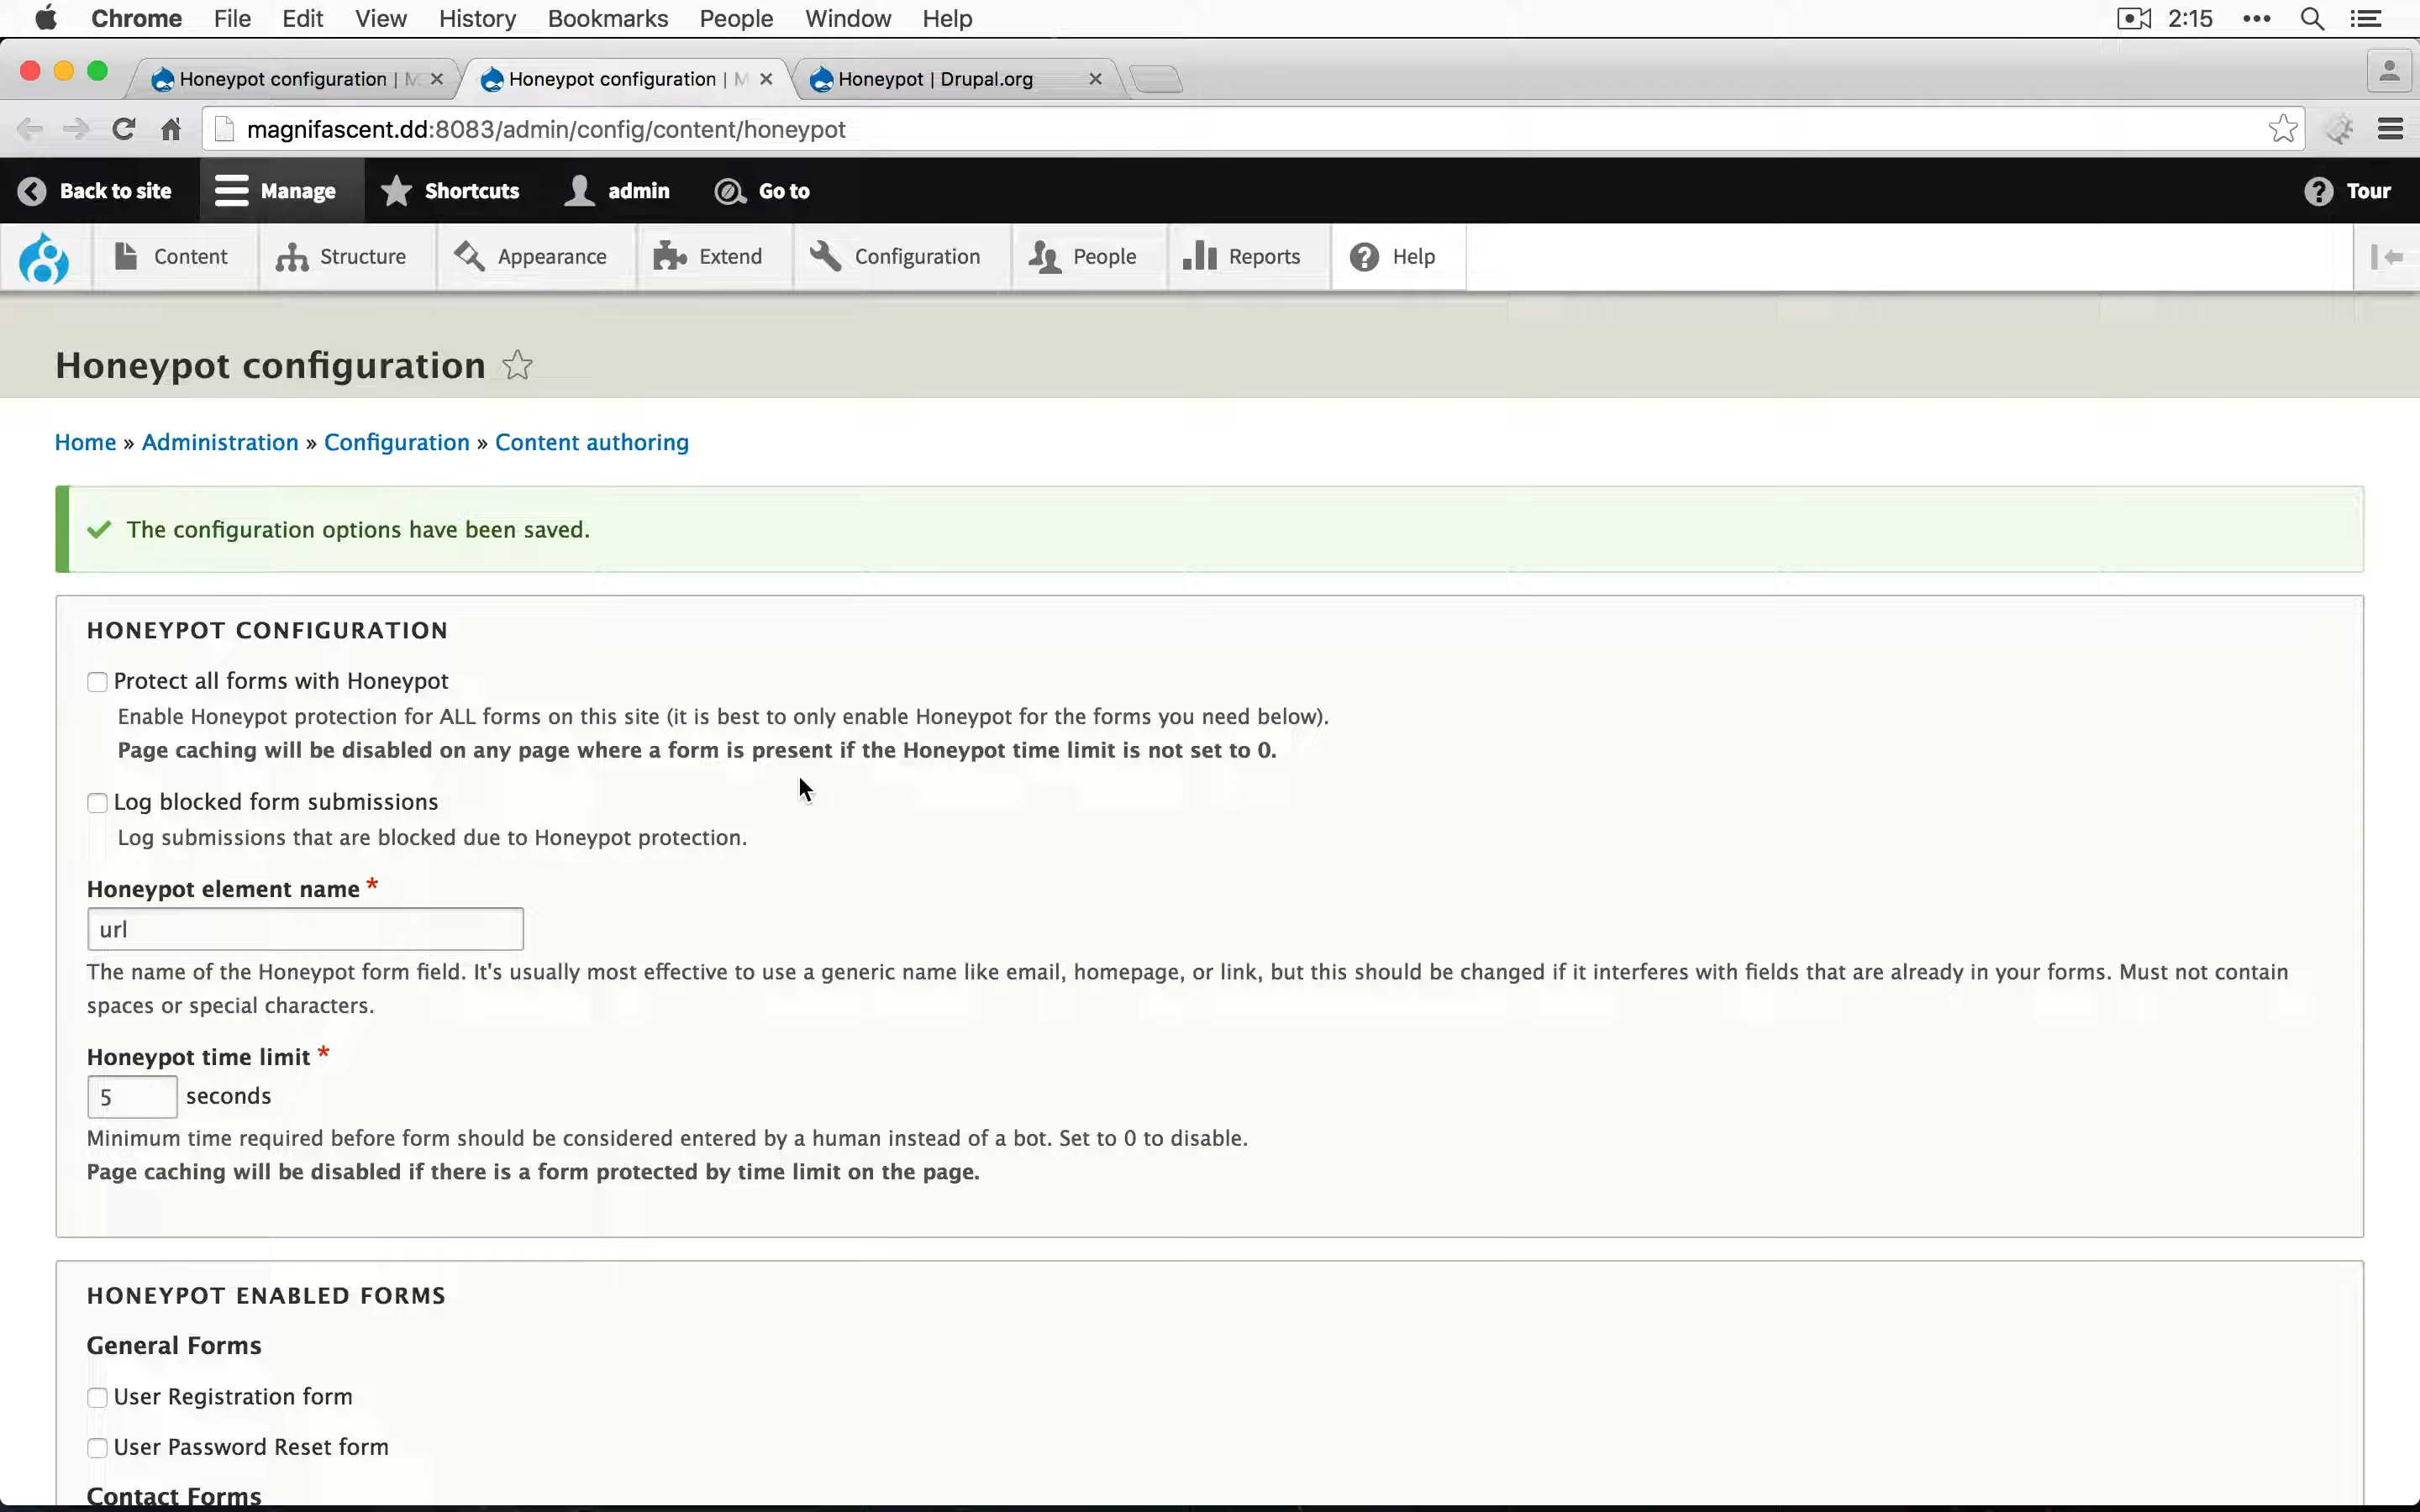 Chrome File Edit View History Bookmarks People Window Help 2:15
Honeypot configuration | M Honeypot configuration | M Honeypot | Drupal.org
magnifascent.dd:8083/admin/config/content/honeypot
Back to site Manage Shortcuts admin Go to Tour
Content Structure Appearance Extend Configuration People Reports Help
Honeypot configuration
Home » Administration » Configuration » Content authoring
The configuration options have been saved.
HONEYPOT CONFIGURATION
Protect all forms with Honeypot
Enable Honeypot protection for ALL forms on this site (it is best to only enable Honeypot for the forms you need below).
Page caching will be disabled on any page where a form is present if the Honeypot time limit is not set to 0.
Log blocked form submissions
Log submissions that are blocked due to Honeypot protection.
Honeypot element name *
url
The name of the Honeypot form field. It's usually most effective to use a generic name like email, homepage, or link, but this should be changed if it interferes with fields that are already in your forms. Must not contain
spaces or special characters.
Honeypot time limit *
5 seconds
Minimum time required before form should be considered entered by a human instead of a bot. Set to 0 to disable.
Page caching will be disabled if there is a form protected by time limit on the page.
HONEYPOT ENABLED FORMS
General Forms
User Registration form
User Password Reset form
Contact Forms